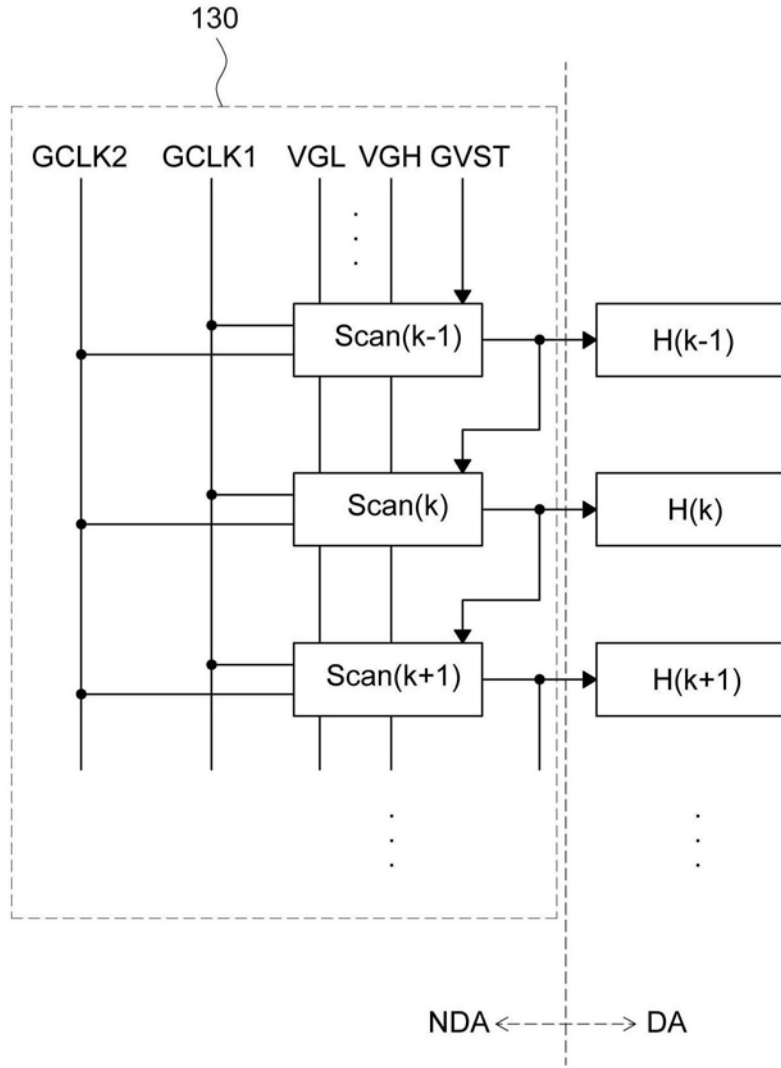 130
GCLK2 GCLK1 VGL VGH GVST
Scan(k-1) H(k-1)
Scan(k) H(k)
Scan(k+1) H(k+1)
NDA DA